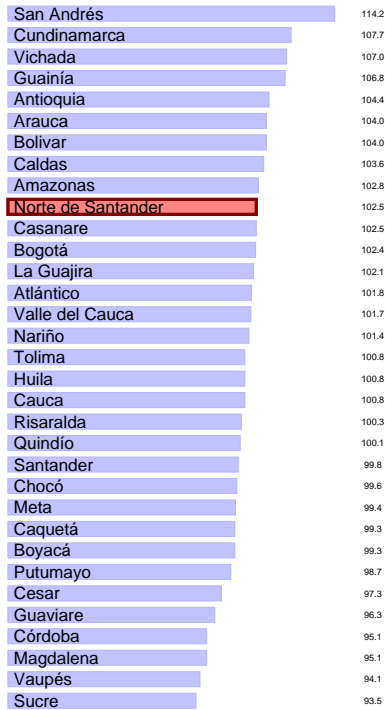 San Andrés 114.2
Cundinamarca 107.7
Vichada 107.0
Guainía 106.8
Antioquia 104.4
Arauca 104.0
Bolivar 104.0
Caldas 103.6
Amazonas 102.8
Norte de Santander 102.5
Casanare 102.5
Bogotá 102.4
La Guajira 102.1
Atlántico 101.8
Valle del Cauca 101.7
Nariño 101.4
Tolima 100.8
Huila 100.8
Cauca 100.8
Risaralda 100.3
Quindío 100.1
Santander 99.8
Chocó 99.6
Meta 99.4
Caquetá 99.3
Boyacá 99.3
Putumayo 98.7
Cesar 97.3
Guaviare 96.3
Córdoba 95.1
Magdalena 95.1
Vaupés 94.1
Sucre 93.5